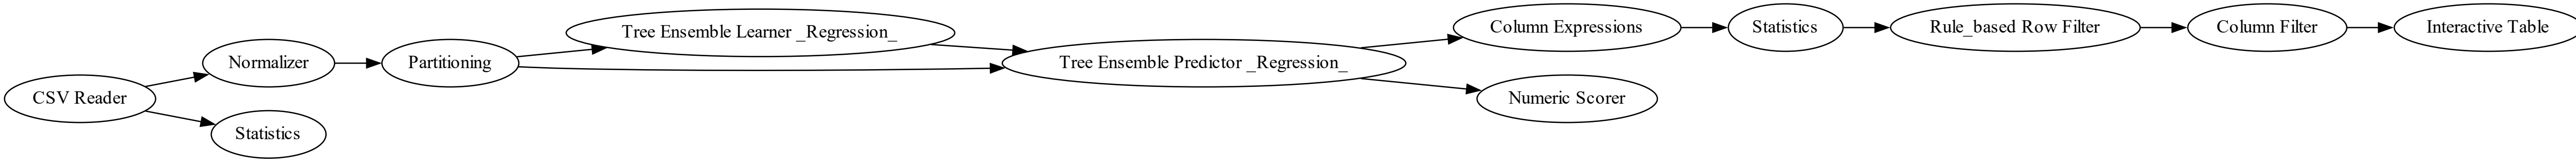 CSV Reader
Normalizer
Statistics
Partitioning
Tree Ensemble Learner _Regression_
Tree Ensemble Predictor _Regression_
Column Expressions
Numeric Scorer
Statistics
Rule_based Row Filter
Column Filter
Interactive Table